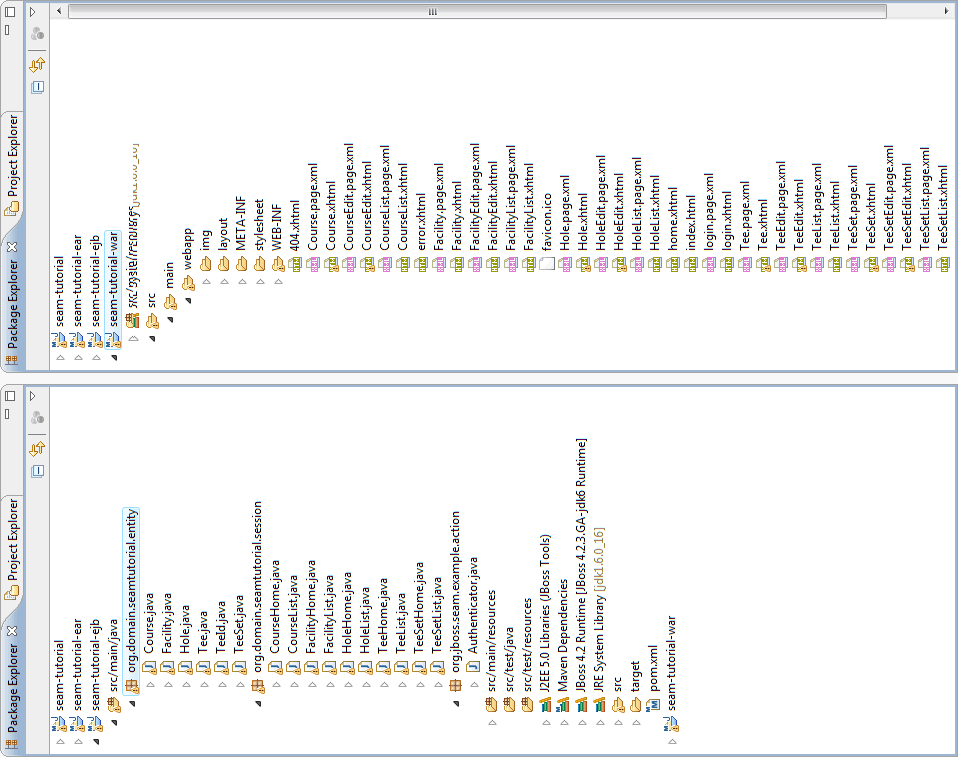 Package Explorer
Project Explorer
seam-tutorial
seam-tutorial-ear
seam-tutorial-ejb
src/main/java
org.domain.seamtutorial.entity
Course.java
Facility.java
Hole.java
Tee.java
TeeId.java
TeeSet.java
org.domain.seamtutorial.session
CourseHome.java
CourseList.java
FacilityHome.java
FacilityList.java
HoleHome.java
HoleList.java
TeeHome.java
TeeList.java
TeeSetHome.java
TeeSetList.java
org.jboss.seam.example.action
Authenticator.java
src/main/resources
src/test/java
src/test/resources
J2EE 5.0 Libraries (JBoss Tools)
Maven Dependencies
JBoss 4.2 Runtime [JBoss 4.2.3.GA-jdk6 Runtime]
JRE System Library [jdk1.6.0_16]
src
target
pom.xml
seam-tutorial-war
Package Explorer
Project Explorer
seam-tutorial
seam-tutorial-ear
seam-tutorial-ejb
seam-tutorial-war
src
main
webapp
img
layout
META-INF
stylesheet
WEB-INF
404.xhtml
Course.page.xml
Course.xhtml
CourseEdit.page.xml
CourseEdit.xhtml
CourseList.page.xml
CourseList.xhtml
error.xhtml
Facility.page.xml
Facility.xhtml
FacilityEdit.page.xml
FacilityEdit.xhtml
FacilityList.page.xml
FacilityList.xhtml
favicon.ico
Hole.page.xml
Hole.xhtml
HoleEdit.page.xml
HoleEdit.xhtml
HoleList.page.xml
HoleList.xhtml
home.xhtml
index.html
login.page.xml
login.xhtml
Tee.page.xml
Tee.xhtml
TeeEdit.page.xml
TeeEdit.xhtml
TeeList.page.xml
TeeList.xhtml
TeeSet.page.xml
TeeSet.xhtml
TeeSetEdit.page.xml
TeeSetEdit.xhtml
TeeSetList.page.xml
TeeSetList.xhtml